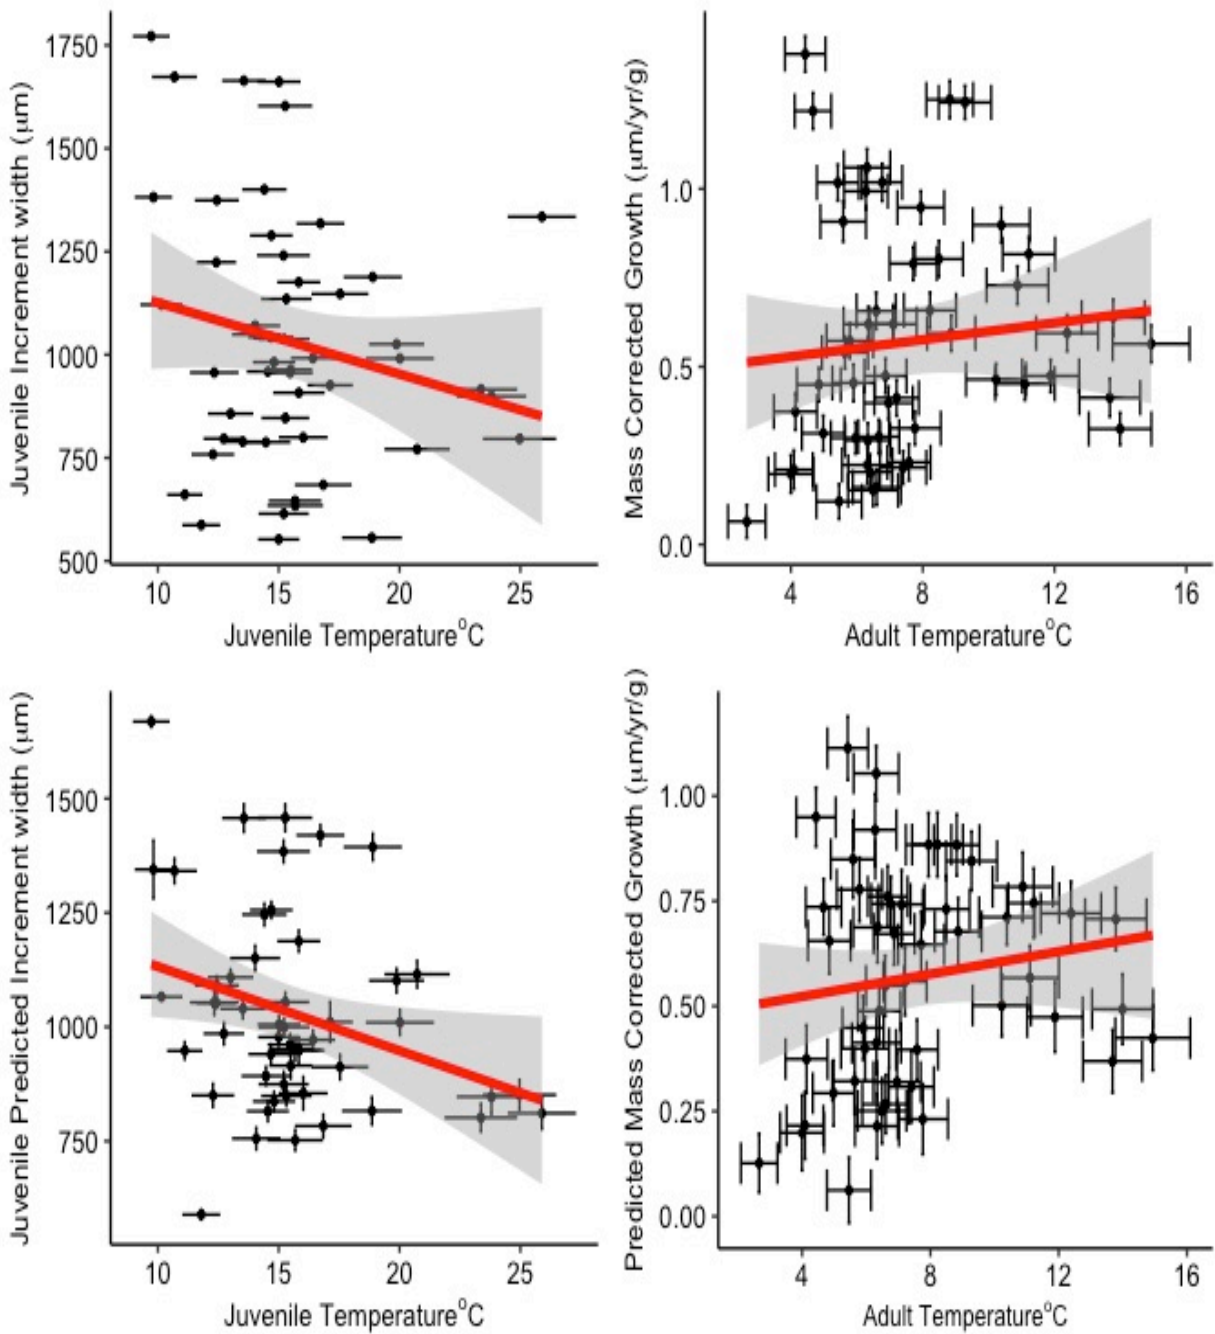 Juvenile Increment width (μm)
1750
1500
1250
1000
750
500
10 15 20 25
Juvenile Temperature°C
Mass Corrected Growth (μm/yr/g)
1.0
0.5
0.0
4 8 12 16
Adult Temperature°C
Juvenile Predicted Increment width (μm)
1500
1250
1000
750
10 15 20 25
Juvenile Temperature°C
Predicted Mass Corrected Growth (μm/yr/g)
1.00
0.75
0.50
0.25
0.00
4 8 12 16
Adult Temperature°C